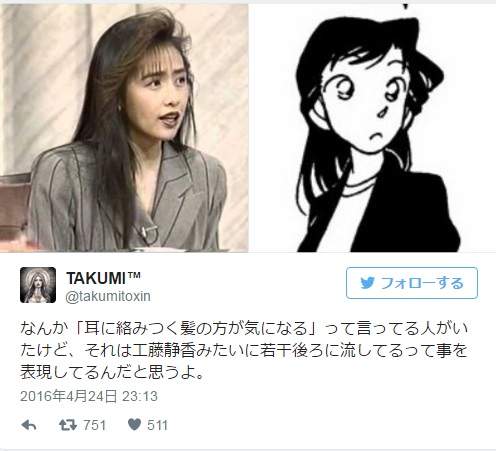 TAKUMI™
@takumitoxin
フォローする
なんか「耳に絡みつく髪の方が気になる」って言ってる人がい
たけど、それは工藤静香みたいに若干後ろに流してるって事を
表現してるんだと思うよ。
2016年4月24日 23:13
751 511